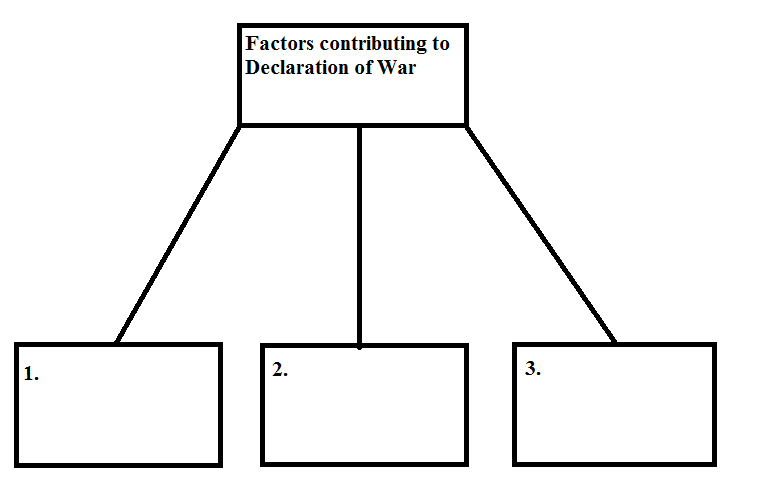 Factors contributing to
Declaration of War
1.
2.
3.